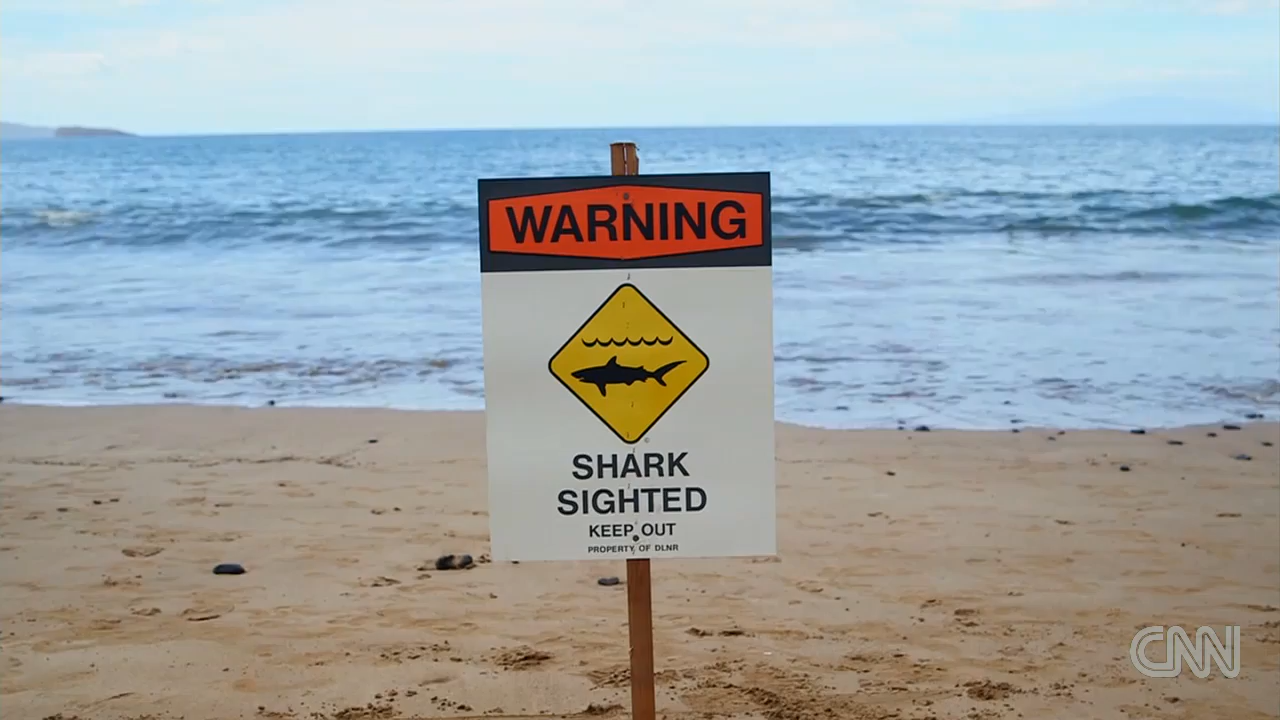 WARNING
SHARK
SIGHTED
KEEP OUT
PROPERTY OF DLNR
CNN